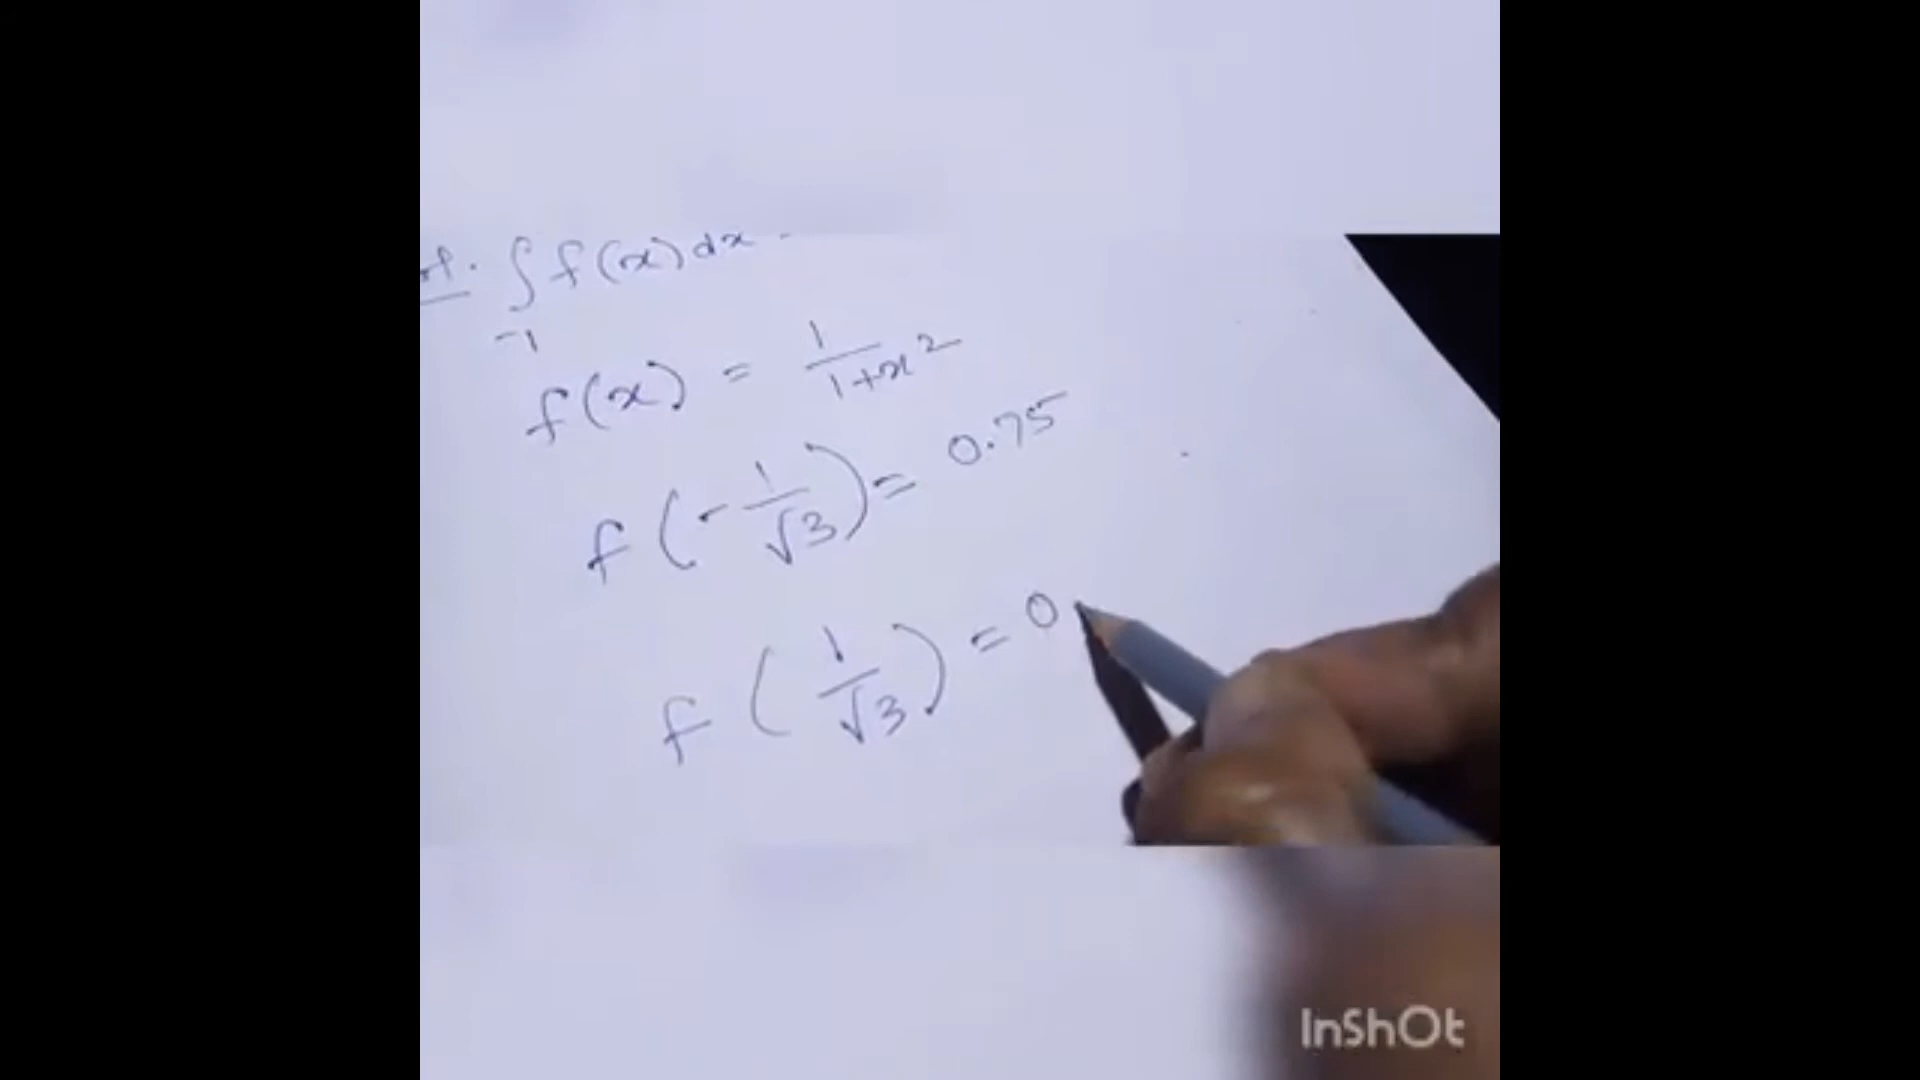 ∫ f(x) dx.
-1
f(x) = 1/1+x²
f(-1/√3) = 0.75
f(1/√3) = 0
InShOt